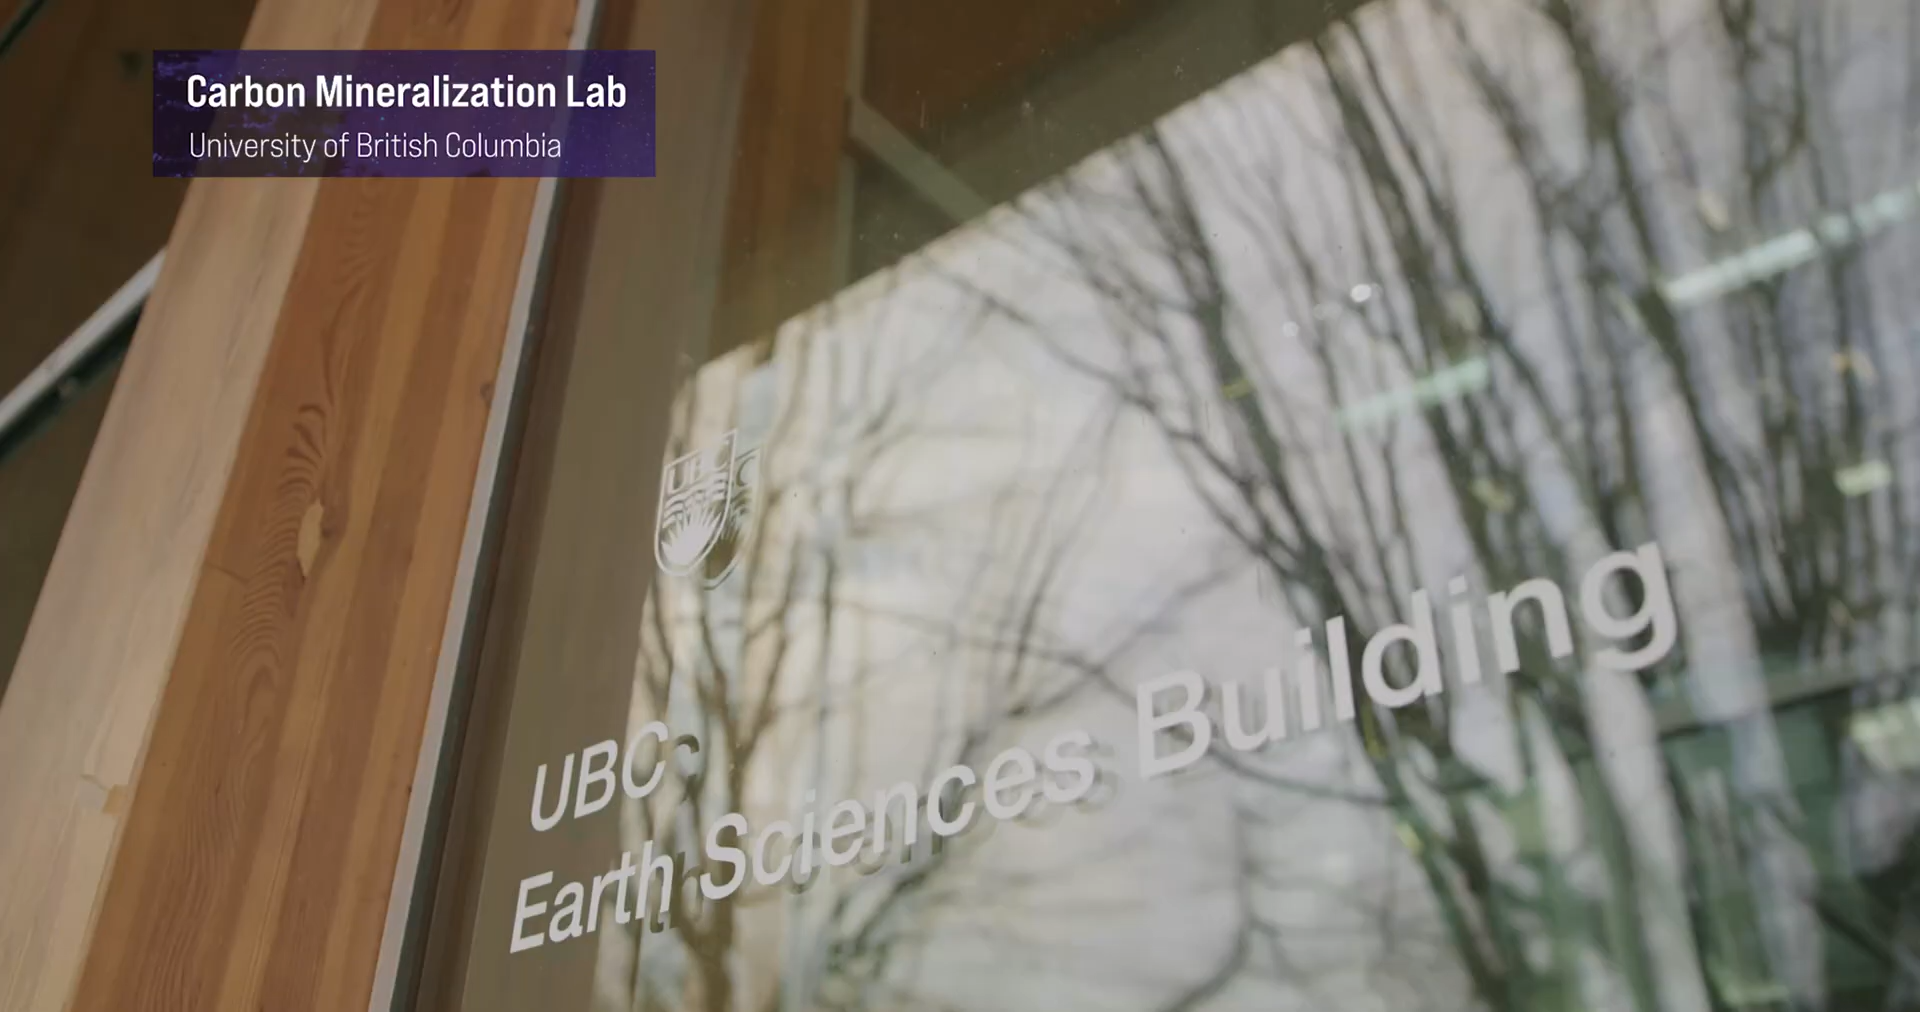 Carbon Mineralization Lab
University of British Columbia
UBC
UBC
Earth Sciences Building